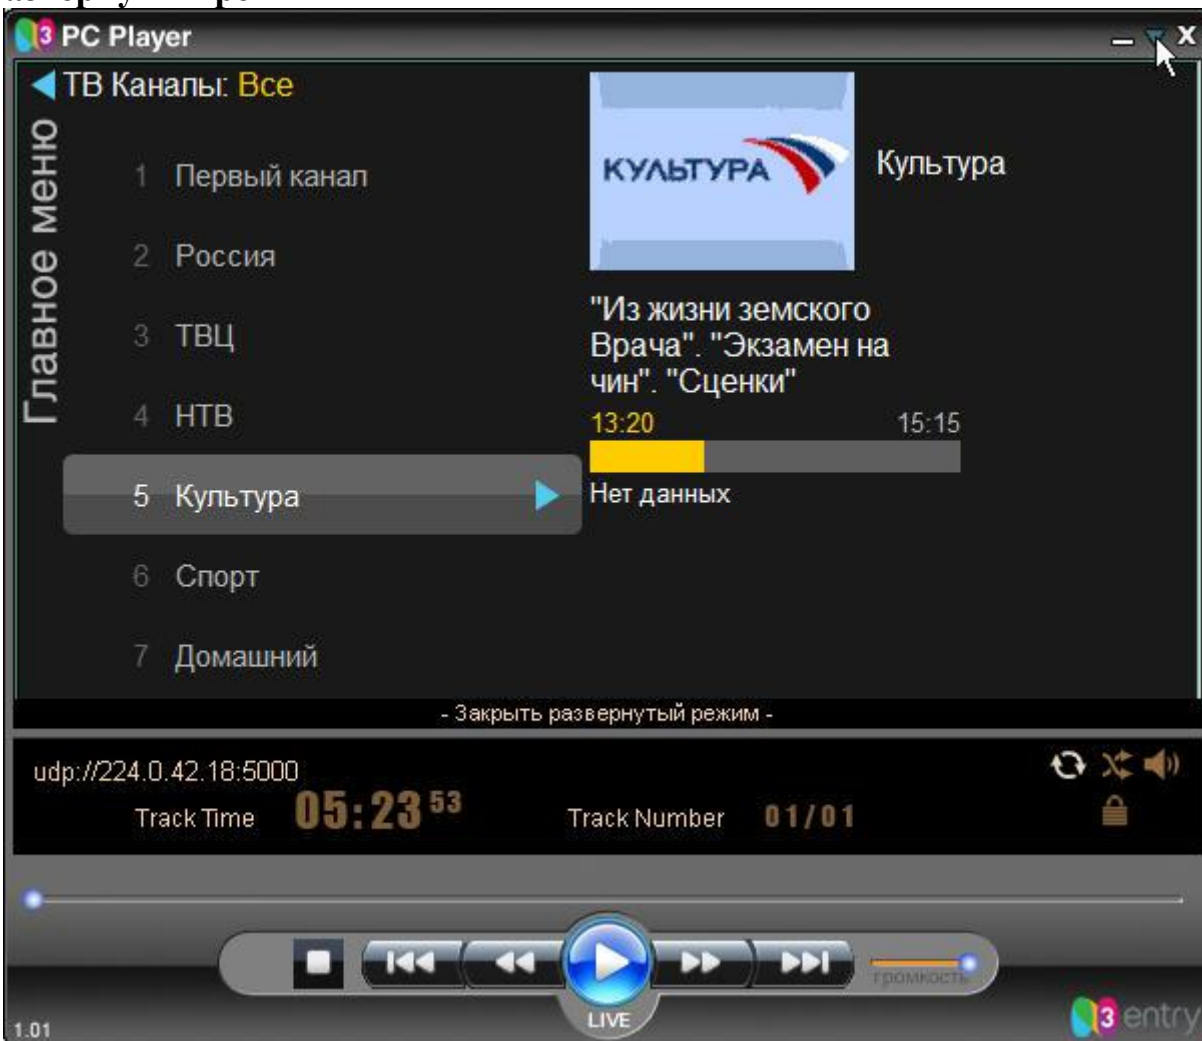 3 PC Player
ТВ Каналы: Все
Главное меню
1 Первый канал
2 Россия
3 ТВЦ
4 НТВ
5 Культура
6 Спорт
7 Домашний
КУЛЬТУРА
Культура
"Из жизни земского
Врача". "Экзамен на
чин". "Сценки"
13:20 15:15
Нет данных
- Закрыть развернутый режим -
udp://224.0.42.18:5000
Track Time 05:23 53 Track Number 01/01
громкость
LIVE
1.01
3 entry